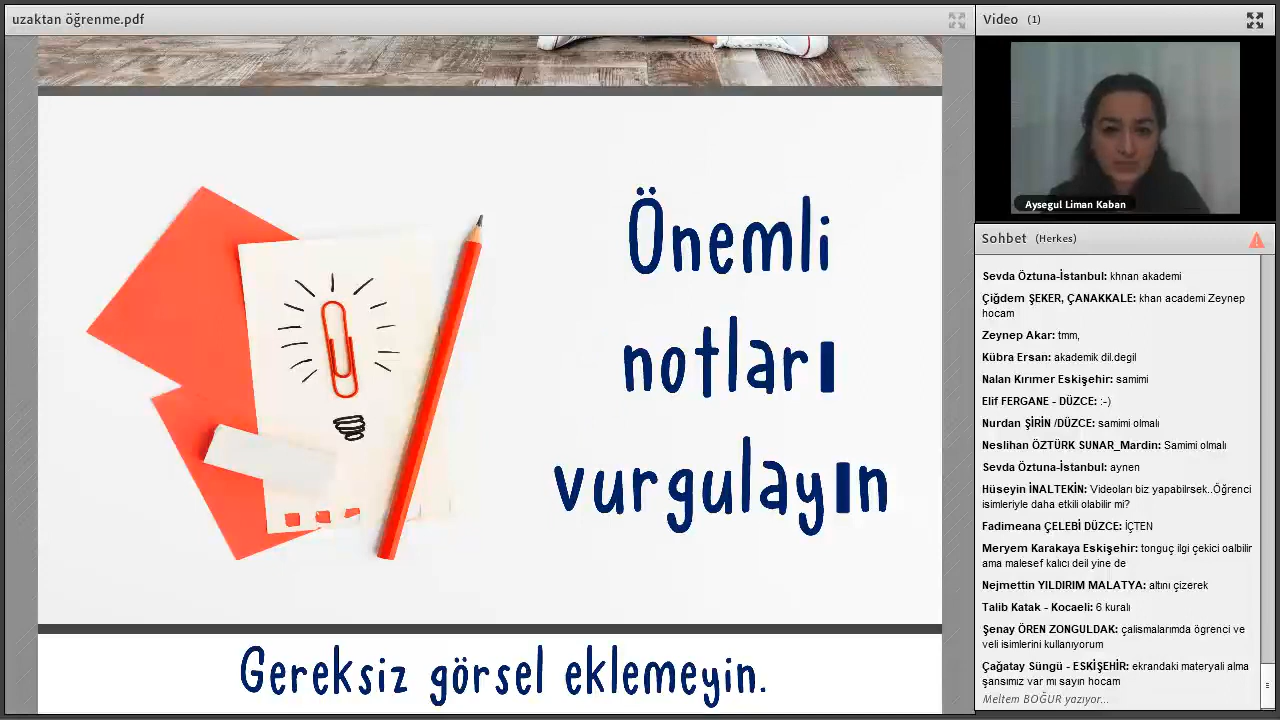 uzaktan öğrenme.pdf
Önemli
notları
vurgulayın
Gereksiz görsel eklemeyin.
Video (1)
Aysegul Liman Kaban
Sohbet (Herkes)
Sevda Öztuna-İstanbul: khnan akademi
Çiğdem ŞEKER, ÇANAKKALE: khan academi Zeynep
hocam
Zeynep Akar: tmm,
Kübra Ersan: akademik dil.degil
Nalan Kırımer Eskişehir: samimi
Elif FERGANE - DÜZCE: :-)
Nurdan ŞİRİN /DÜZCE: samimi olmalı
Neslihan ÖZTÜRK SUNAR_Mardin: Samimi olmalı
Sevda Öztuna-İstanbul: aynen
Hüseyin İNALTEKİN: Videoları biz yapabilrsek..Öğrenci
isimleriyle daha etkili olabilir mi?
Fadimeana ÇELEBİ DÜZCE: İÇTEN
Meryem Karakaya Eskişehir: tonguç ilgi çekici oalbilir
ama malesef kalıcı deil yine de
Nejmettin YILDIRIM MALATYA: altını çizerek
Talib Katak - Kocaeli: 6 kuralı
Şenay ÖREN ZONGULDAK: çalismalarımda ögrenci ve
veli isimlerini kullanıyorum
Çağatay Süngü - ESKİŞEHİR: ekrandaki materyali alma
şansımız var mı sayın hocam
Meltem BOĞUR yazıyor...